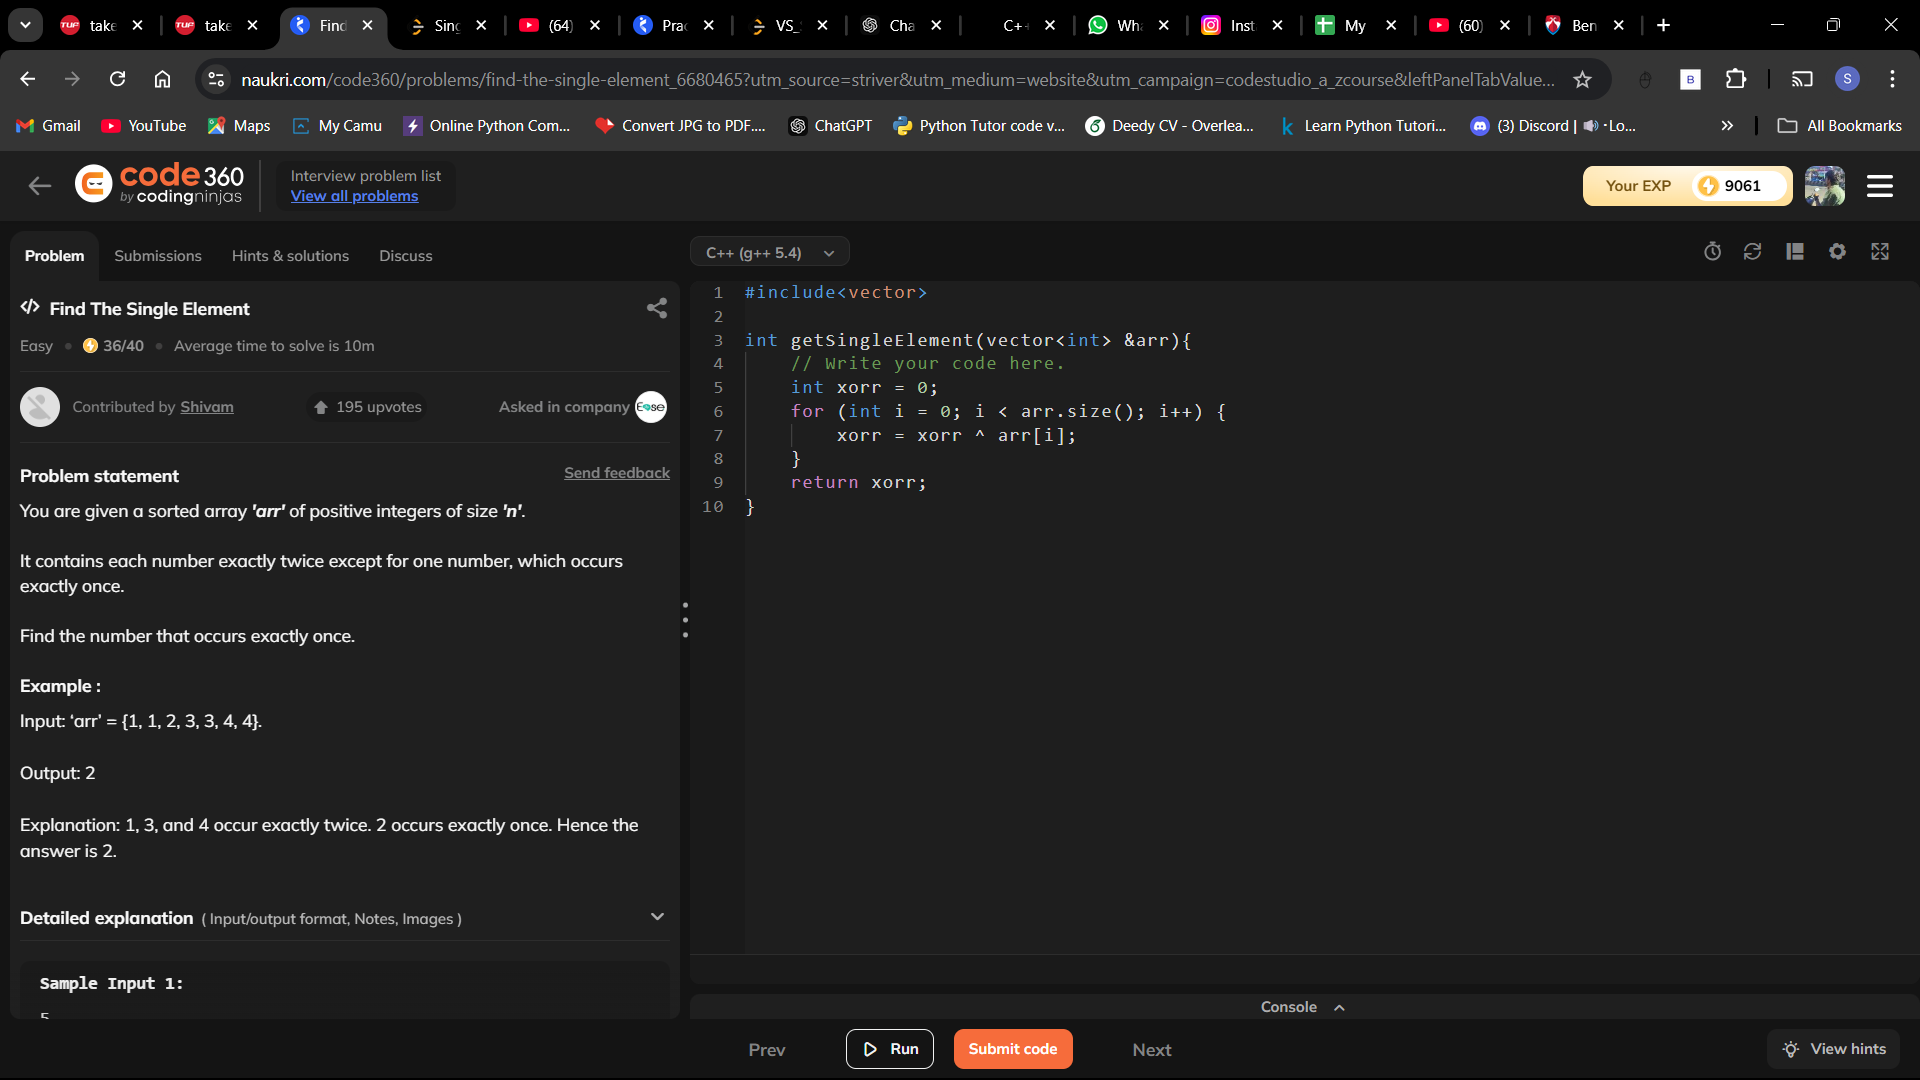 take
take
Find
Sing
(64)
Prac
VS_
Cha
C++
Wha
Inst
My
(60)
Ben
naukri.com/code360/problems/find-the-single-element_6680465?utm_source=striver&utm_medium=website&utm_campaign=codestudio_a_zcourse&leftPanelTabValue...
B
S
Gmail
YouTube
Maps
My Camu
Online Python Com...
Convert JPG to PDF....
ChatGPT
Python Tutor code v...
Deedy CV - Overlea...
Learn Python Tutori...
(3) Discord | 🔊 · Lo...
All Bookmarks
code 360
by codingninjas
Interview problem list
View all problems
Your EXP 9061
Problem Submissions Hints & solutions Discuss
C++ (g++ 5.4)
Find The Single Element
Easy • 36/40 • Average time to solve is 10m
Contributed by Shivam
195 upvotes
Asked in company
Problem statement
Send feedback
You are given a sorted array 'arr' of positive integers of size 'n'.
It contains each number exactly twice except for one number, which occurs
exactly once.
Find the number that occurs exactly once.
Example :
Input: ‘arr’ = {1, 1, 2, 3, 3, 4, 4}.
Output: 2
Explanation: 1, 3, and 4 occur exactly twice. 2 occurs exactly once. Hence the
answer is 2.
Detailed explanation ( Input/output format, Notes, Images )
Sample Input 1:
5
1 #include<vector>
2
3 int getSingleElement(vector<int> &arr){
4 // Write your code here.
5 int xorr = 0;
6 for (int i = 0; i < arr.size(); i++) {
7 xorr = xorr ^ arr[i];
8 }
9 return xorr;
10 }
Console
Prev
Run
Submit code
Next
View hints